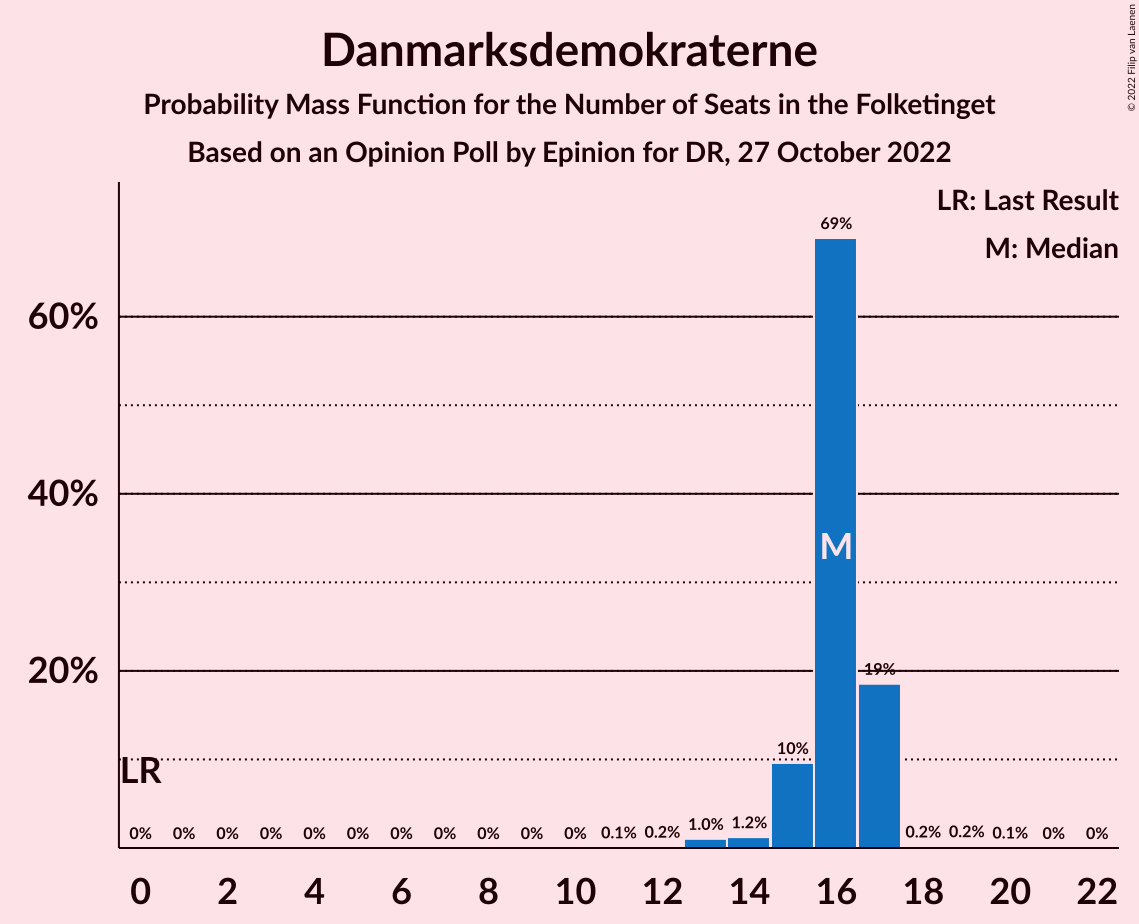 Danmarksdemokraterne
Probability Mass Function for the Number of Seats in the Folketinget
Based on an Opinion Poll by Epinion for DR, 27 October 2022
© 2022 Filip van Laenen
LR: Last Result
M: Median
60%
40%
20%
LR
M
0% 0% 0% 0% 0% 0% 0% 0% 0% 0% 0% 0.1% 0.2% 1.0% 1.2% 10% 69% 19% 0.2% 0.2% 0.1% 0% 0%
0 2 4 6 8 10 12 14 16 18 20 22